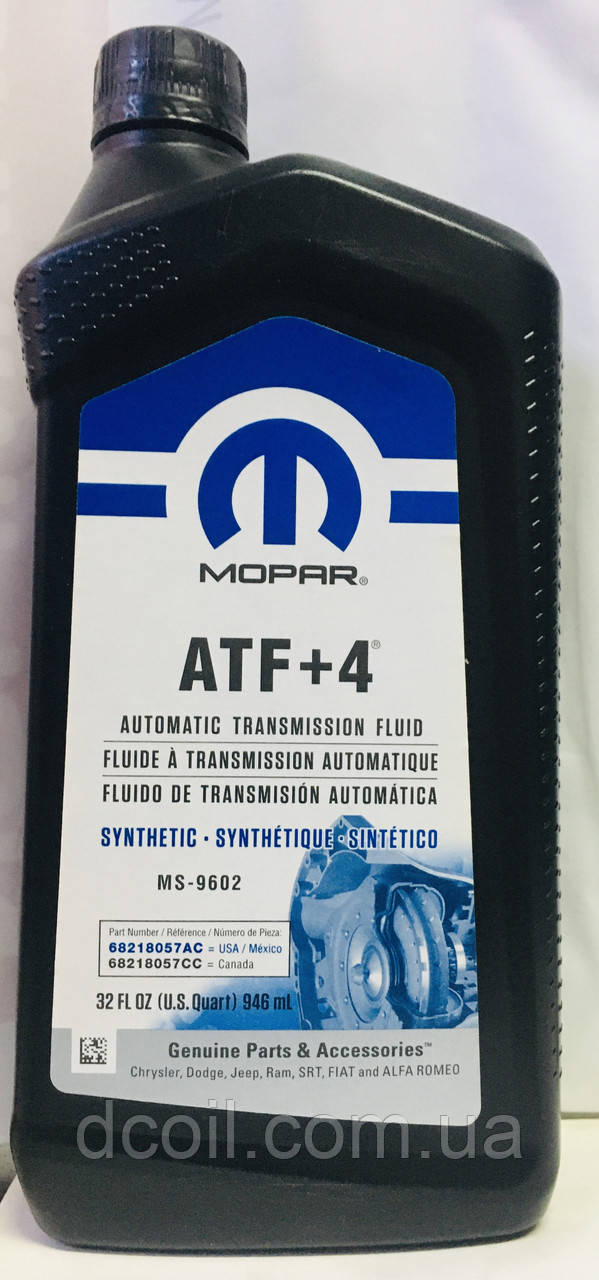 MOPAR®
ATF+4®
AUTOMATIC TRANSMISSION FLUID
FLUIDE À TRANSMISSION AUTOMATIQUE
FLUIDO DE TRANSMISIÓN AUTOMÁTICA
SYNTHETIC • SYNTHÉTIQUE • SINTÉTICO
MS-9602
Part Number / Référence / Número de Pieza:
68218057AC = USA / México
68218057CC = Canada
32 FL OZ (U.S. Quart) 946 mL
Genuine Parts & Accessories™
Chrysler, Dodge, Jeep, Ram, SRT, FIAT and ALFA ROMEO
dcoil.com.ua